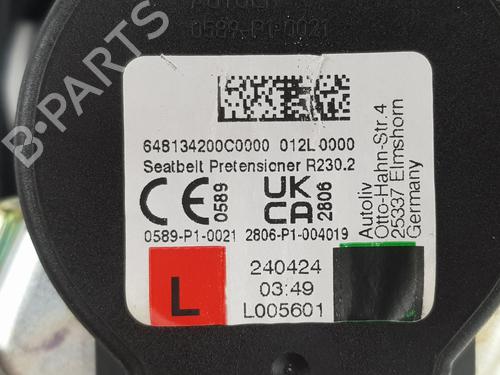 AUTOLIV
0589-P1-0021
648134200C0000 012L 0000
Seatbelt Pretensioner R230.2
CE 0589
UK CA 2806
0589-P1-0021 2806-P1-004019
Autoliv
Otto-Hahn-Str.4
25337 Elmshorn
Germany
L
240424
03:49
L005601
B-PARTS